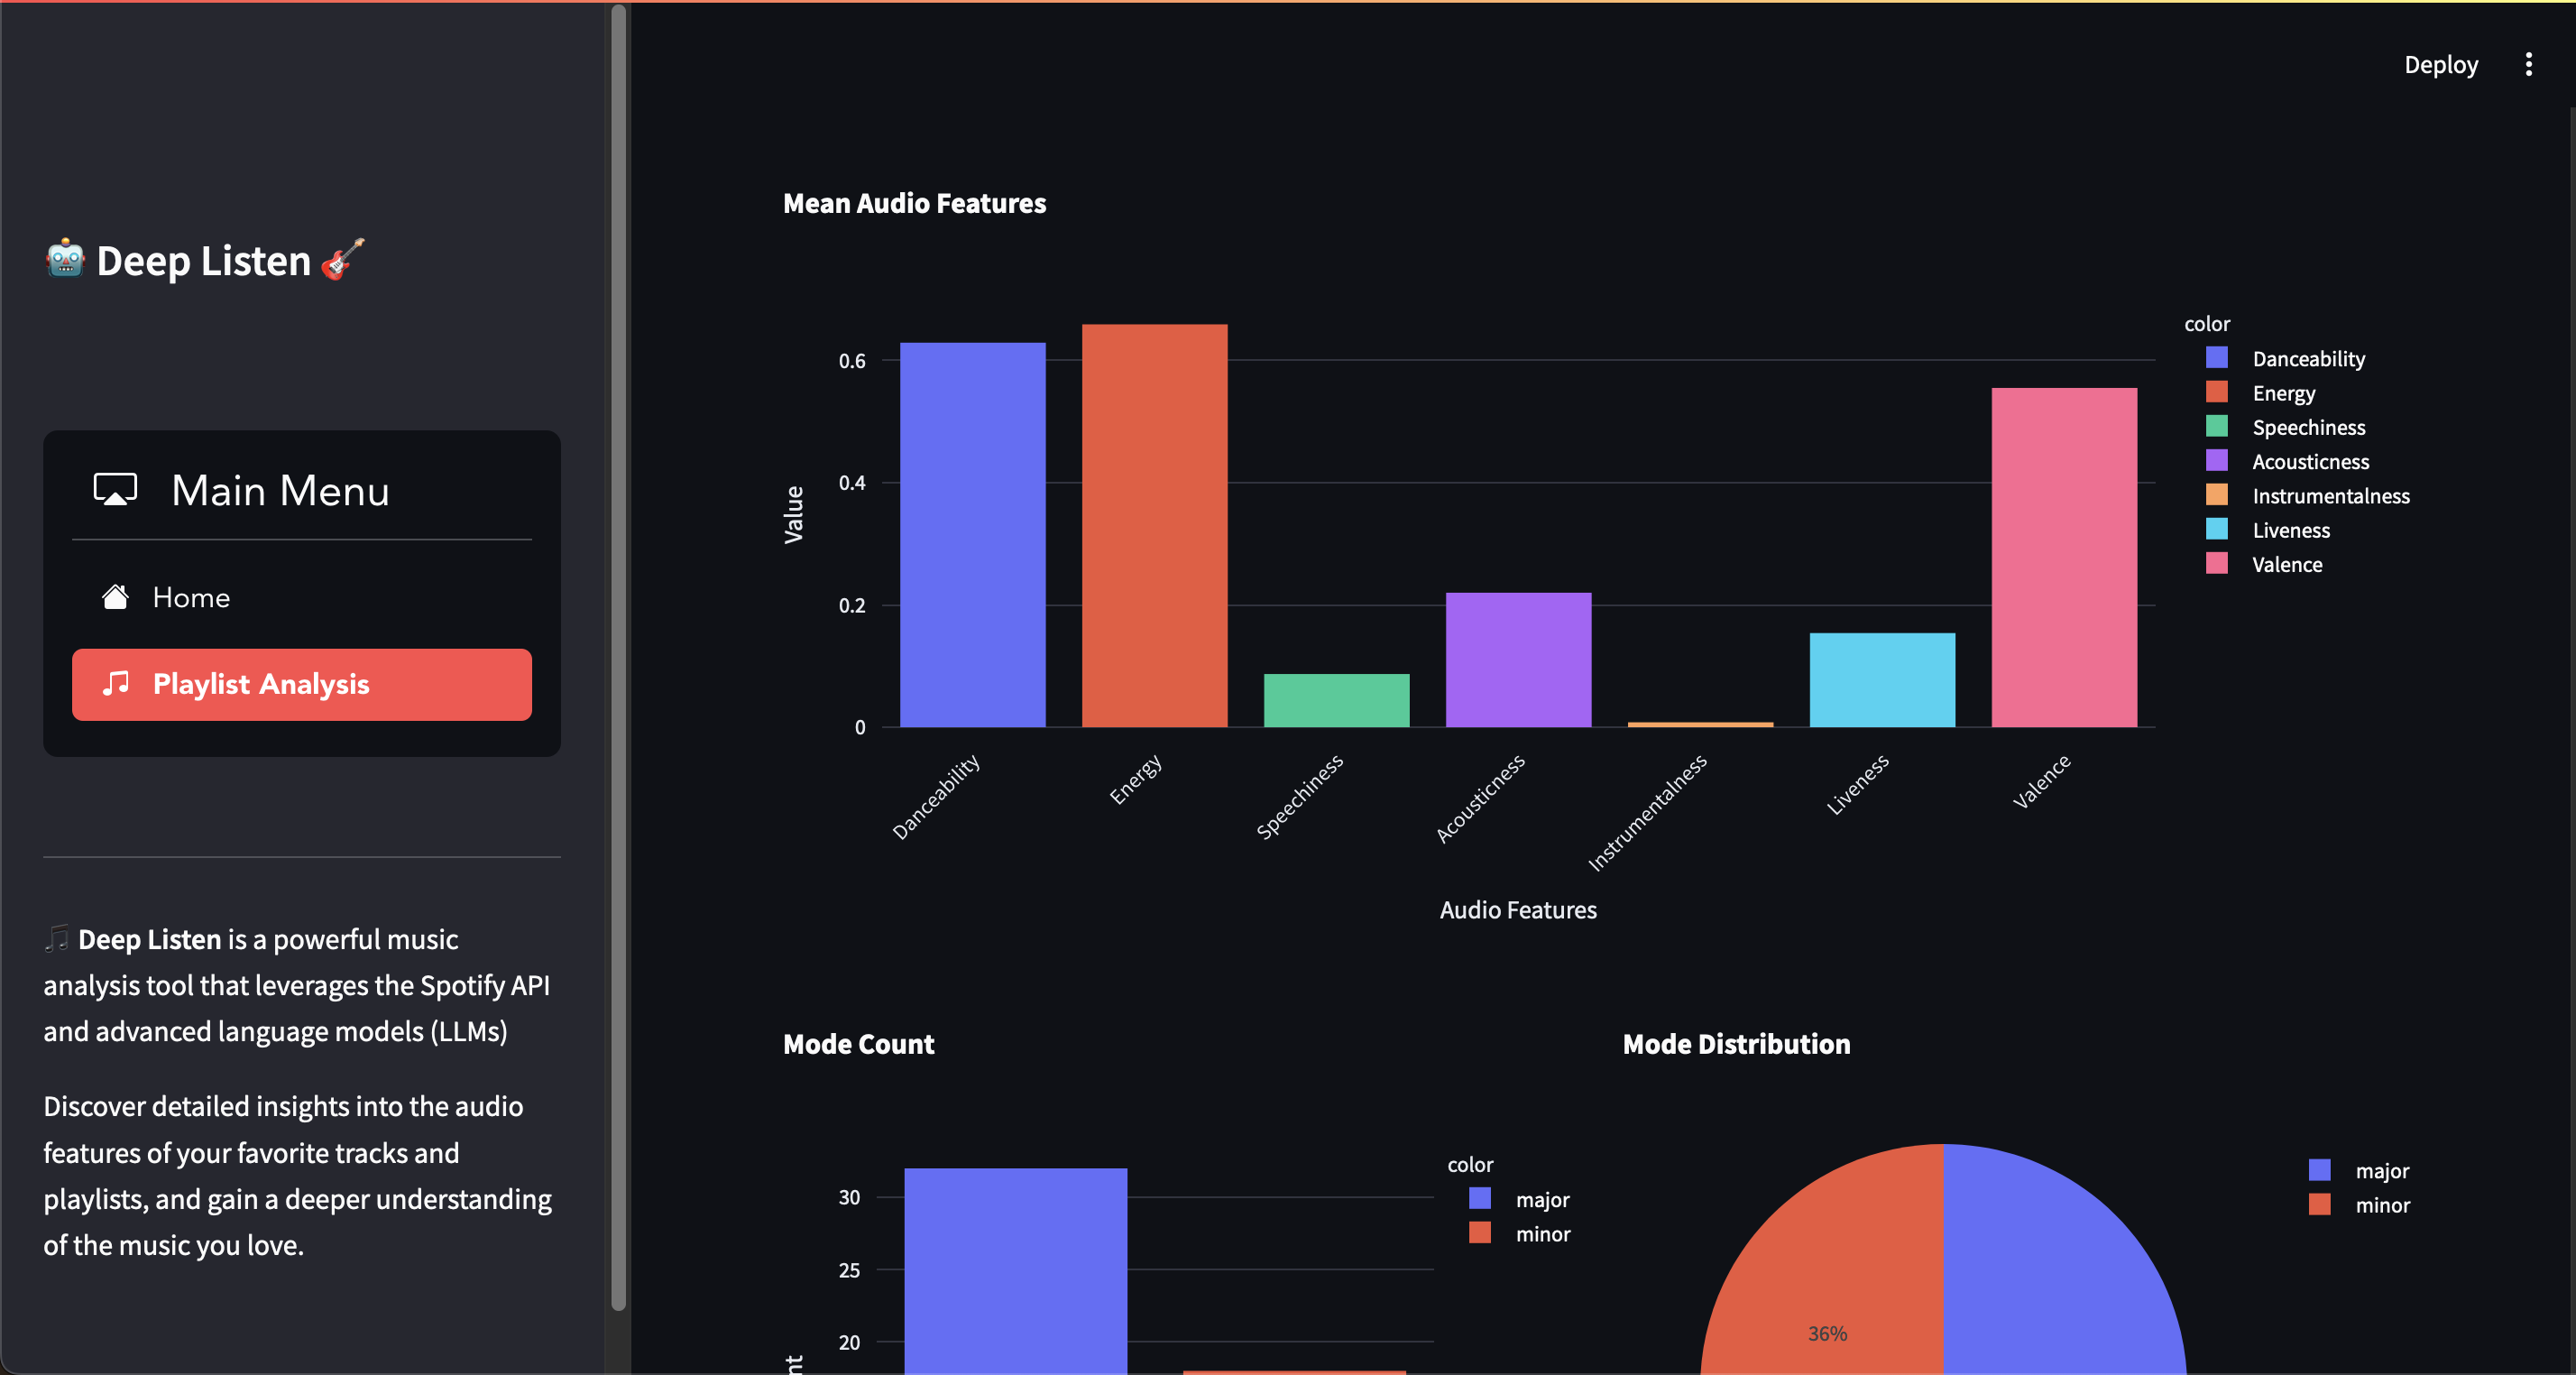 Deploy
🤖 Deep Listen 🎸
Main Menu
Home
Playlist Analysis
🎵 Deep Listen is a powerful music
analysis tool that leverages the Spotify API
and advanced language models (LLMs)
Discover detailed insights into the audio
features of your favorite tracks and
playlists, and gain a deeper understanding
of the music you love.
Mean Audio Features
Value
0.6
0.4
0.2
0
Danceability
Energy
Speechiness
Acousticness
Instrumentalness
Liveness
Valence
Audio Features
color
Danceability
Energy
Speechiness
Acousticness
Instrumentalness
Liveness
Valence
Mode Count
30
25
20
color
major
minor
Mode Distribution
36%
major
minor